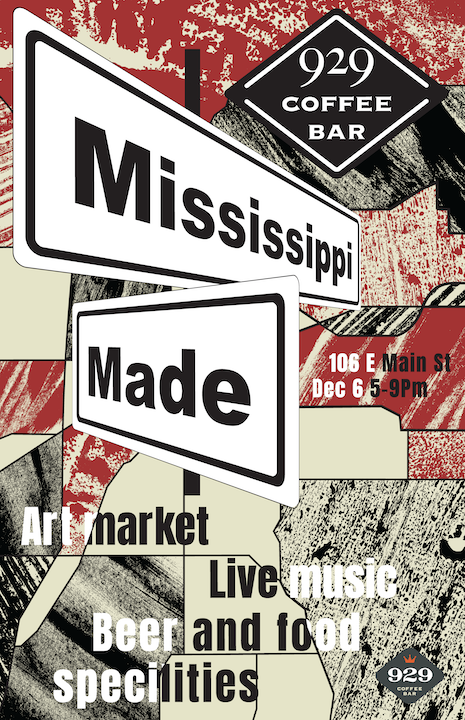 929
COFFEE
BAR
Mississippi
Made
106 E Main St
Dec 6 5-9Pm
Art market
Live music
Beer and food
specilities
929
COFFEE
BAR